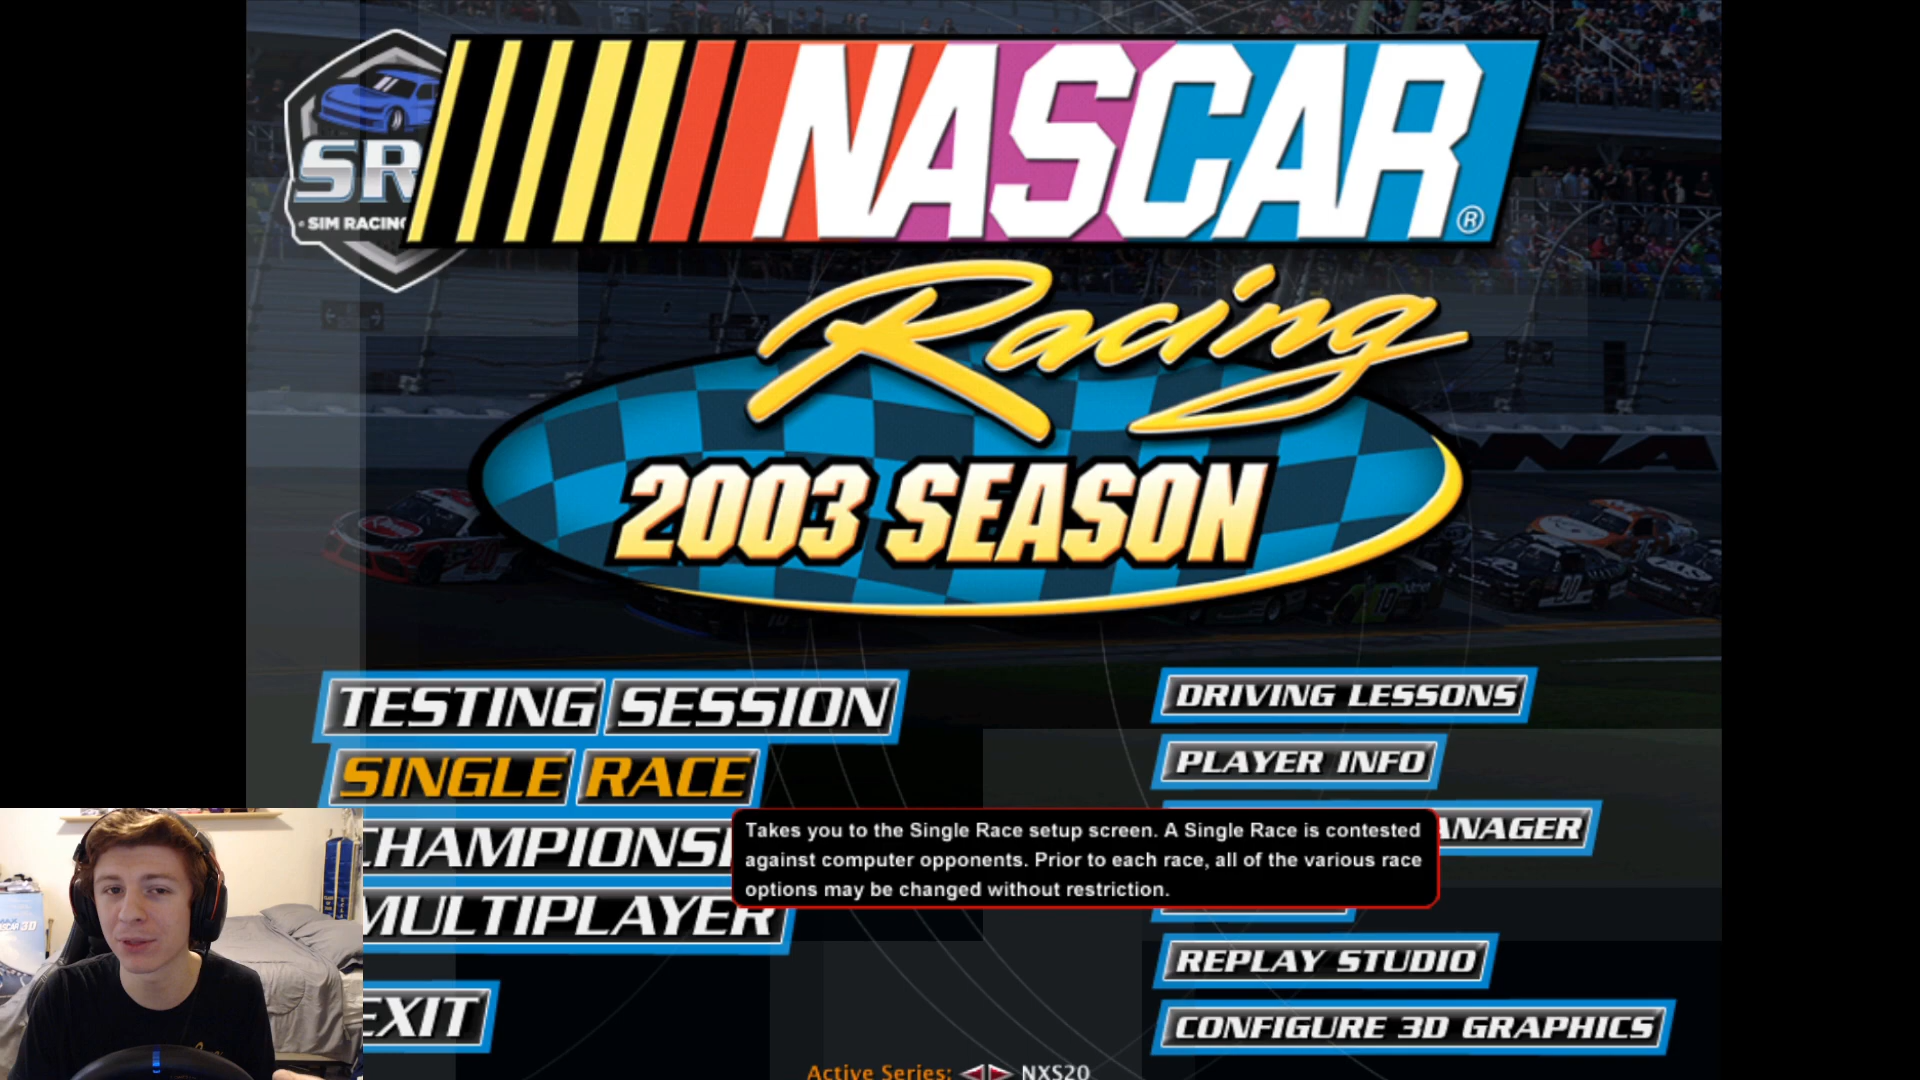 NASCAR
®
SR
SIM RACING
Racing
2003 SEASON
TESTING SESSION
SINGLE RACE
CHAMPIONS
MULTIPLAYER
EXIT
DRIVING LESSONS
PLAYER INFO
ANAGER
REPLAY STUDIO
CONFIGURE 3D GRAPHICS
Takes you to the Single Race setup screen. A Single Race is contested
against computer opponents. Prior to each race, all of the various race
options may be changed without restriction.
Active Series: NXS20